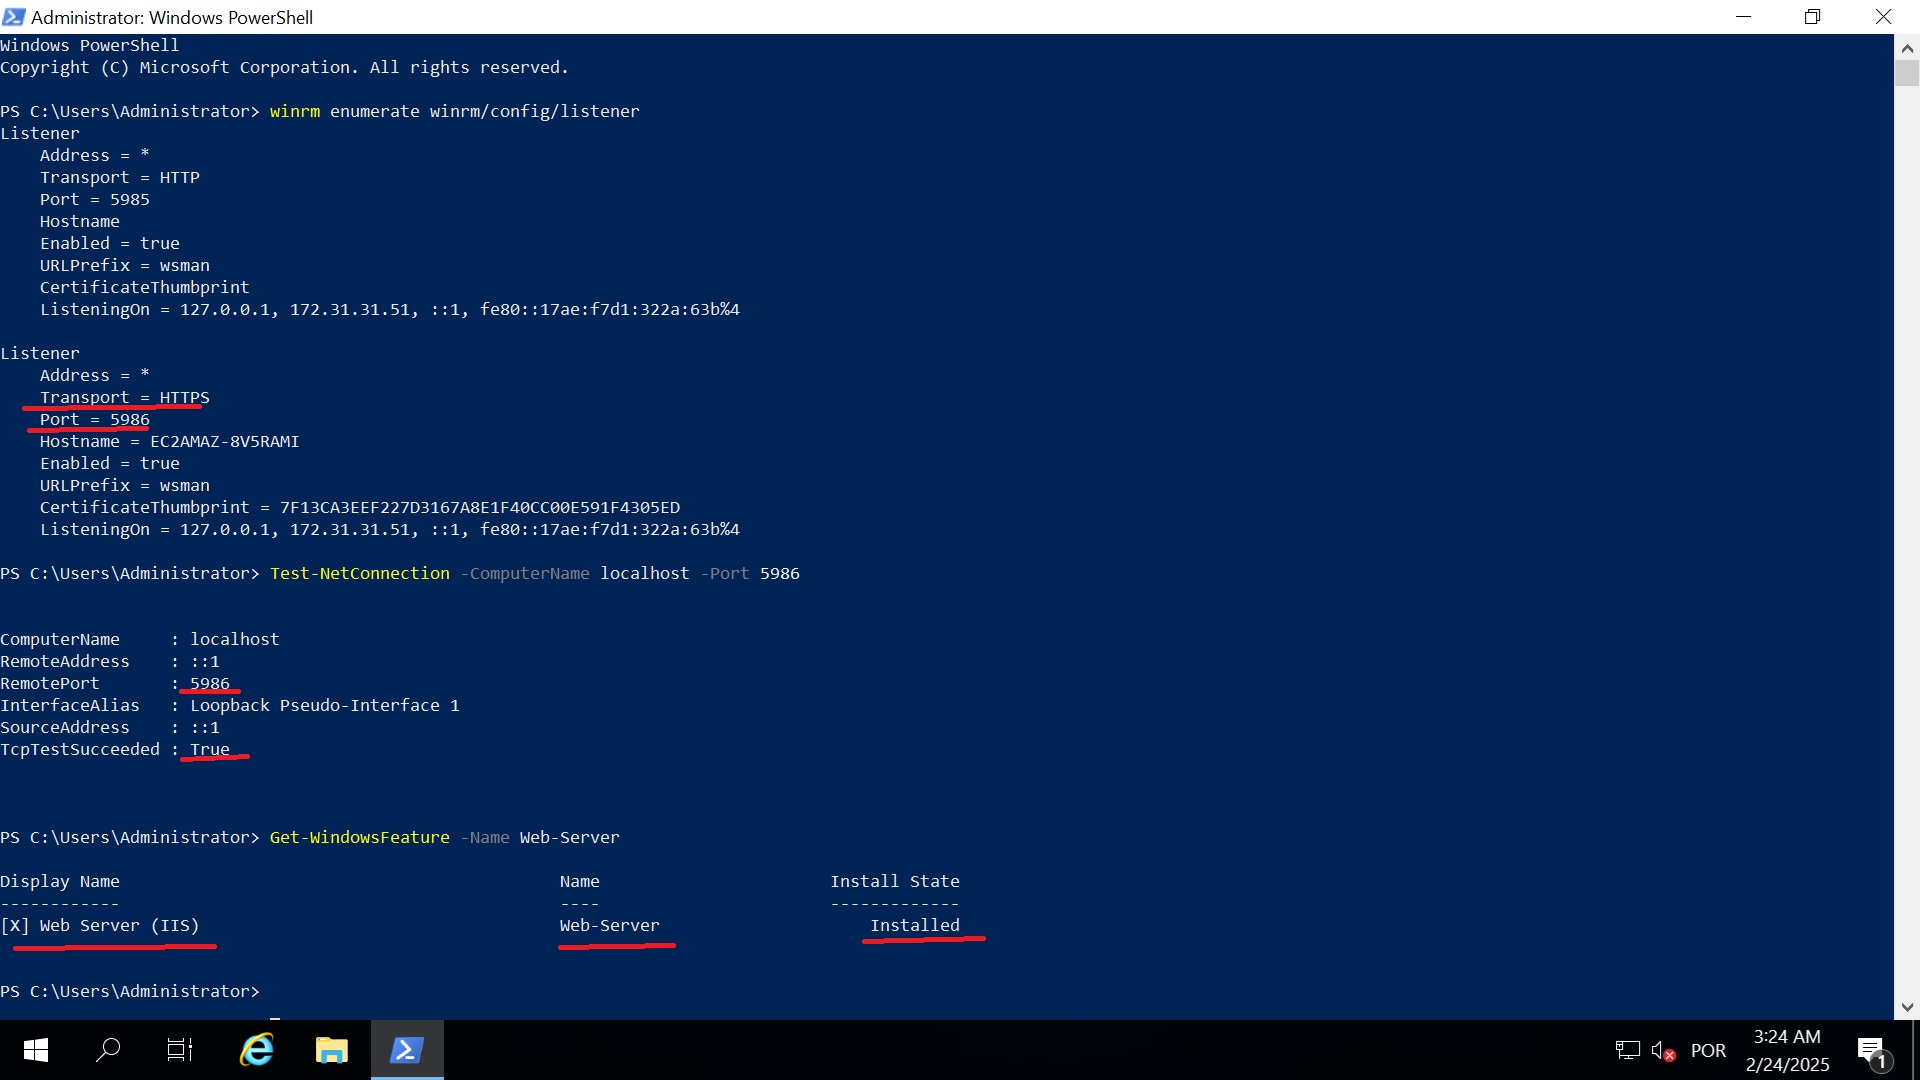 Administrator: Windows PowerShell
Windows PowerShell
Copyright (C) Microsoft Corporation. All rights reserved.
PS C:\Users\Administrator> winrm enumerate winrm/config/listener
Listener
    Address = *
    Transport = HTTP
    Port = 5985
    Hostname
    Enabled = true
    URLPrefix = wsman
    CertificateThumbprint
    ListeningOn = 127.0.0.1, 172.31.31.51, ::1, fe80::17ae:f7d1:322a:63b%4
Listener
    Address = *
    Transport = HTTPS
    Port = 5986
    Hostname = EC2AMAZ-8V5RAMI
    Enabled = true
    URLPrefix = wsman
    CertificateThumbprint = 7F13CA3EEF227D3167A8E1F40CC00E591F4305ED
    ListeningOn = 127.0.0.1, 172.31.31.51, ::1, fe80::17ae:f7d1:322a:63b%4
PS C:\Users\Administrator> Test-NetConnection -ComputerName localhost -Port 5986
ComputerName     : localhost
RemoteAddress    : ::1
RemotePort       : 5986
InterfaceAlias   : Loopback Pseudo-Interface 1
SourceAddress    : ::1
TcpTestSucceeded : True
PS C:\Users\Administrator> Get-WindowsFeature -Name Web-Server
Display Name                                            Name                       Install State
------------                                            ----                       -------------
[X] Web Server (IIS)                                    Web-Server                     Installed
PS C:\Users\Administrator>
POR
3:24 AM
2/24/2025
1